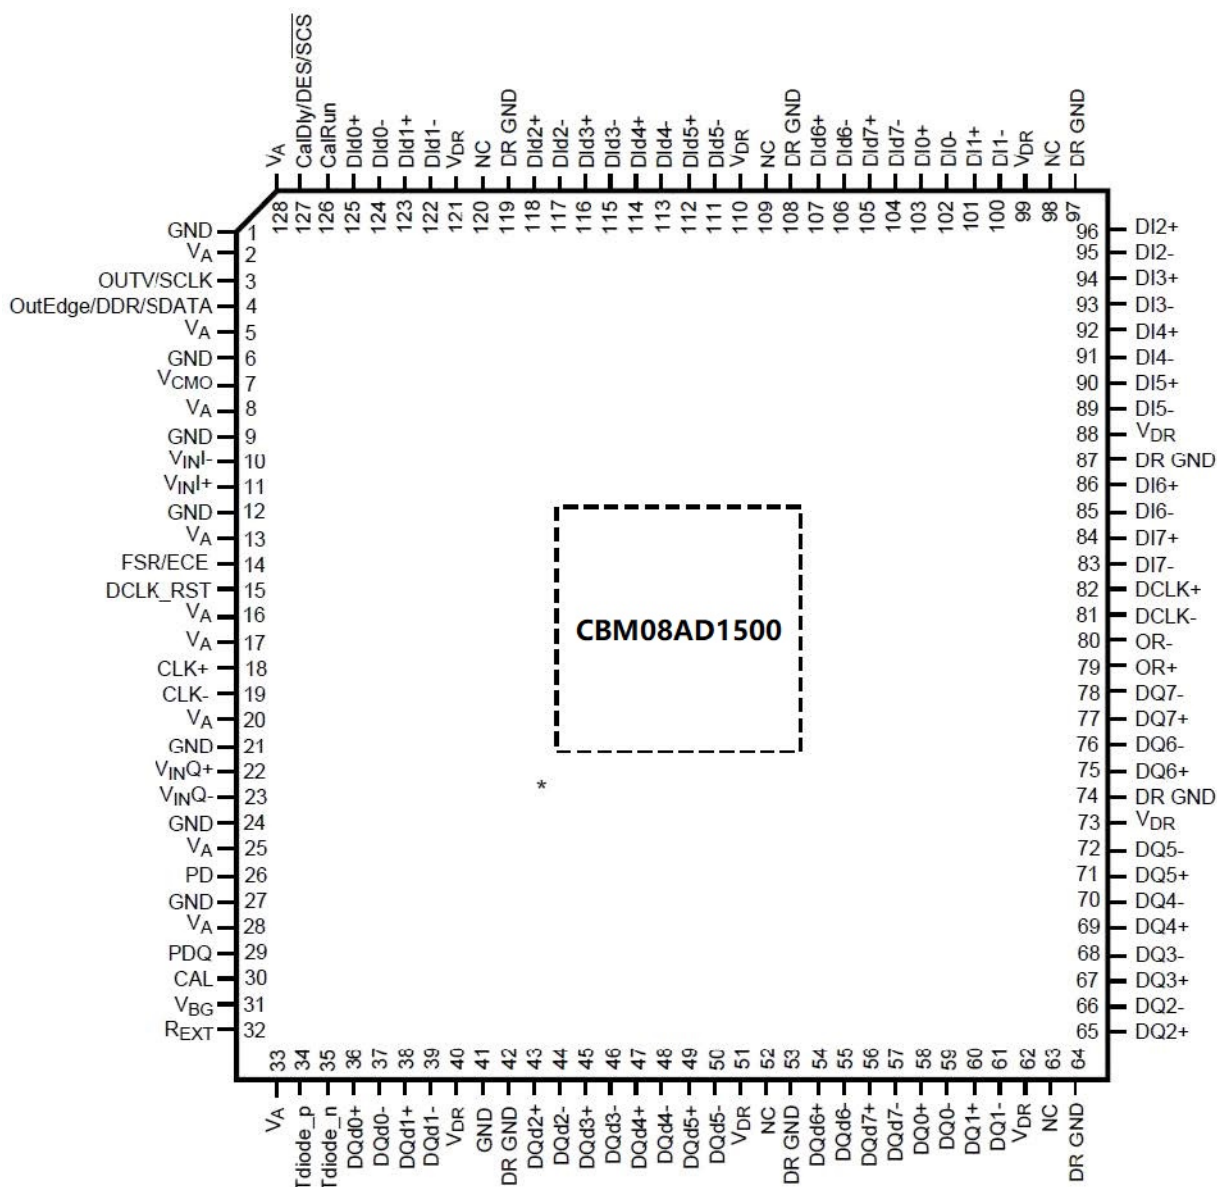 V_A
CalDly/DES/SCS
CalRun
DId0+
DId0-
DId1+
DId1-
VDR
NC
DR GND
DId2+
DId2-
DId3+
DId3-
DId4+
DId4-
DId5+
DId5-
VDR
NC
DR GND
DId6+
DId6-
DId7+
DId7-
DI0+
DI0-
DI1+
DI1-
VDR
NC
DR GND
128
127
126
125
124
123
122
121
120
119
118
117
116
115
114
113
112
111
110
109
108
107
106
105
104
103
102
101
100
99
98
97
GND 1
VA 2
OUTV/SCLK 3
OutEdge/DDR/SDATA 4
VA 5
GND 6
VCMO 7
VA 8
GND 9
VINI- 10
VINI+ 11
GND 12
VA 13
FSR/ECE 14
DCLK_RST 15
VA 16
VA 17
CLK+ 18
CLK- 19
VA 20
GND 21
VINQ+ 22
VINQ- 23
GND 24
VA 25
PD 26
GND 27
VA 28
PDQ 29
CAL 30
VBG 31
REXT 32
CBM08AD1500
*
96 DI2+
95 DI2-
94 DI3+
93 DI3-
92 DI4+
91 DI4-
90 DI5+
89 DI5-
88 VDR
87 DR GND
86 DI6+
85 DI6-
84 DI7+
83 DI7-
82 DCLK+
81 DCLK-
80 OR-
79 OR+
78 DQ7-
77 DQ7+
76 DQ6-
75 DQ6+
74 DR GND
73 VDR
72 DQ5-
71 DQ5+
70 DQ4-
69 DQ4+
68 DQ3-
67 DQ3+
66 DQ2-
65 DQ2+
33
34
35
36
37
38
39
40
41
42
43
44
45
46
47
48
49
50
51
52
53
54
55
56
57
58
59
60
61
62
63
64
VA
Tdiode_p
Tdiode_n
DQd0+
DQd0-
DQd1+
DQd1-
VDR
GND
DR GND
DQd2+
DQd2-
DQd3+
DQd3-
DQd4+
DQd4-
DQd5+
DQd5-
VDR
NC
DR GND
DQd6+
DQd6-
DQd7+
DQd7-
DQ0+
DQ0-
DQ1+
DQ1-
VDR
NC
DR GND